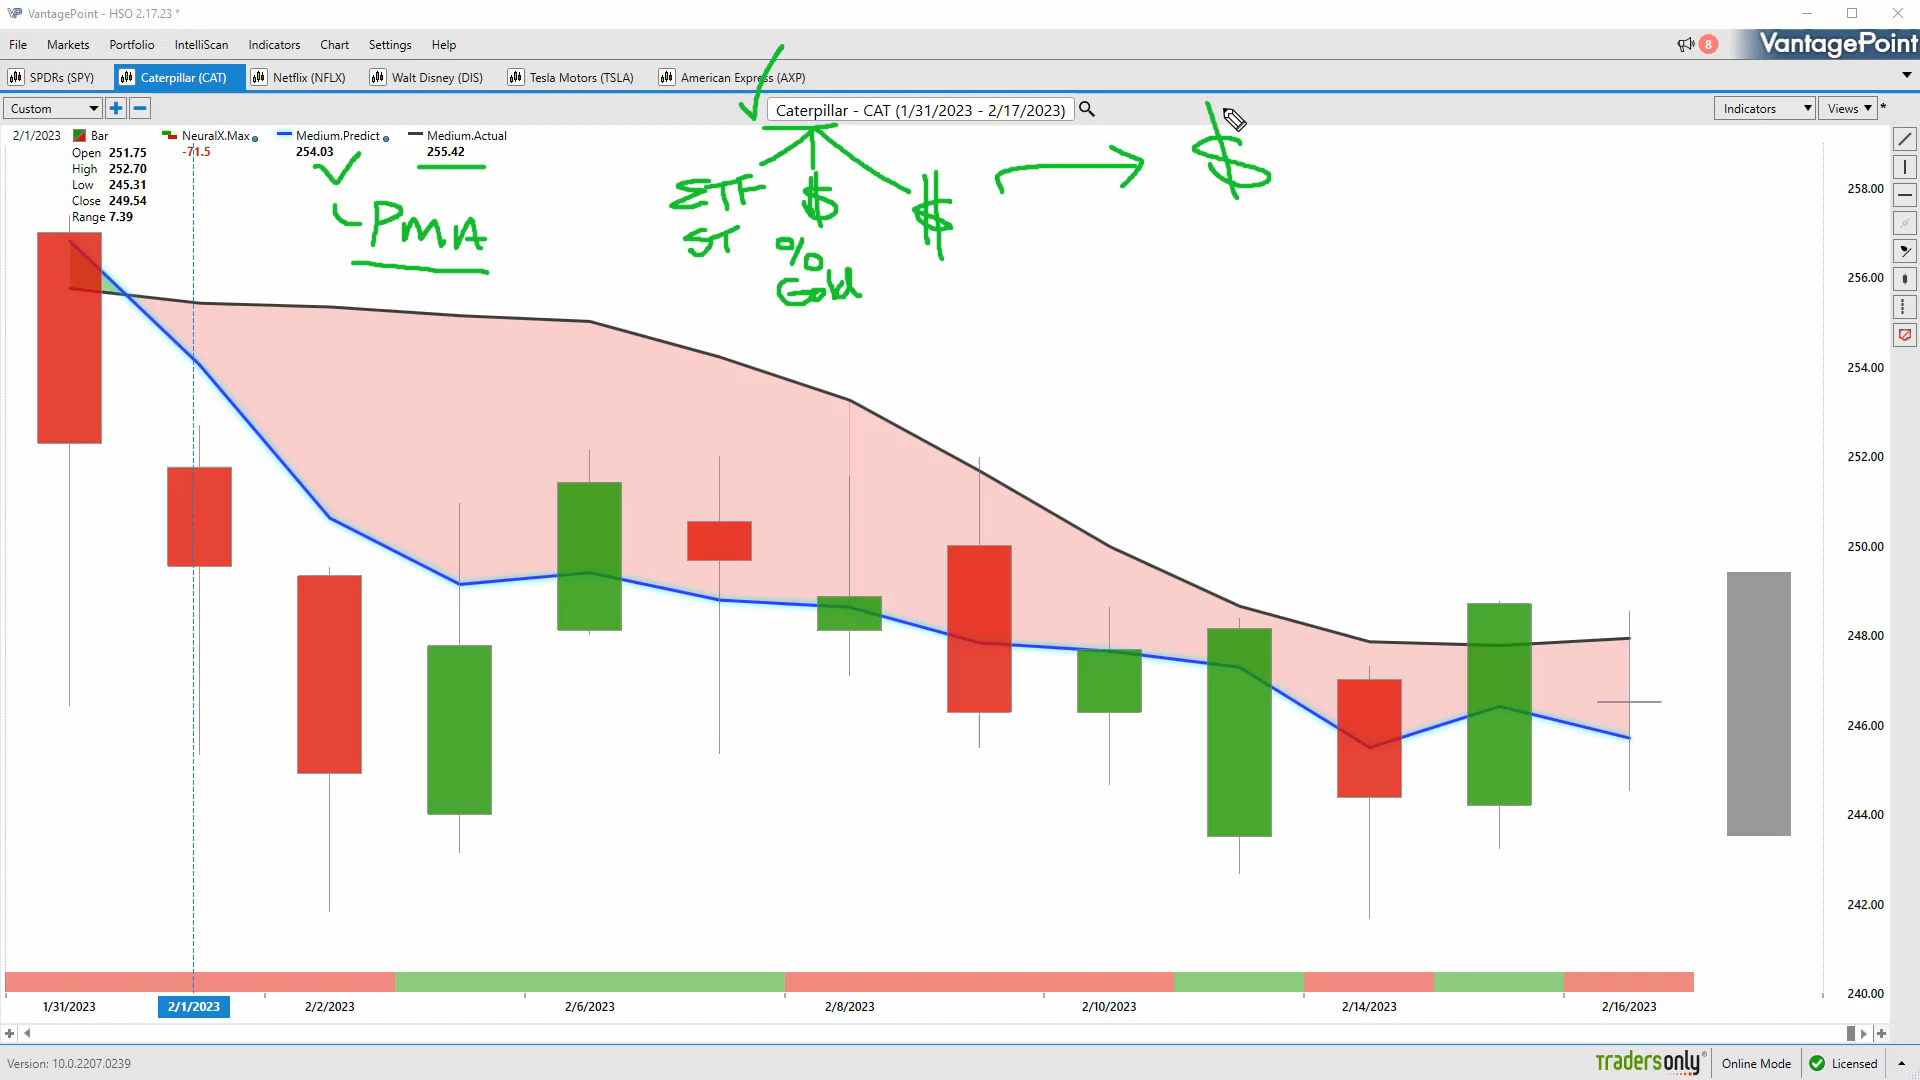 VantagePoint - HSO 2.17.23 *
File Markets Portfolio IntelliScan Indicators Chart Settings Help
8 VantagePoint
SPDRs (SPY) Caterpillar (CAT) Netflix (NFLX) Walt Disney (DIS) Tesla Motors (TSLA) American Express (AXP)
Custom
Caterpillar - CAT (1/31/2023 - 2/17/2023)
Indicators Views *
2/1/2023 Bar NeuralX.Max Medium.Predict Medium.Actual
Open 251.75 -71.5 254.03 255.42
High 252.70
Low 245.31
Close 249.54
Range 7.39
PMA
ETF $ $ $
ST %
Gold
258.00
256.00
254.00
252.00
250.00
248.00
246.00
244.00
242.00
240.00
1/31/2023 2/1/2023 2/2/2023 2/6/2023 2/8/2023 2/10/2023 2/14/2023 2/16/2023
Version: 10.0.2207.0239
tradersonly Online Mode Licensed